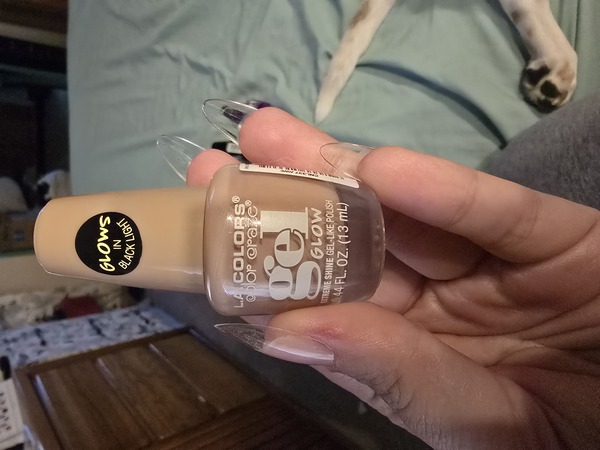 GLOWS
IN
BLACK LIGHT
L.A. COLORS®
color craze®
gel
GLOW
EXTREME SHINE GEL-LIKE POLISH
0.44 FL. OZ. (13 mL)